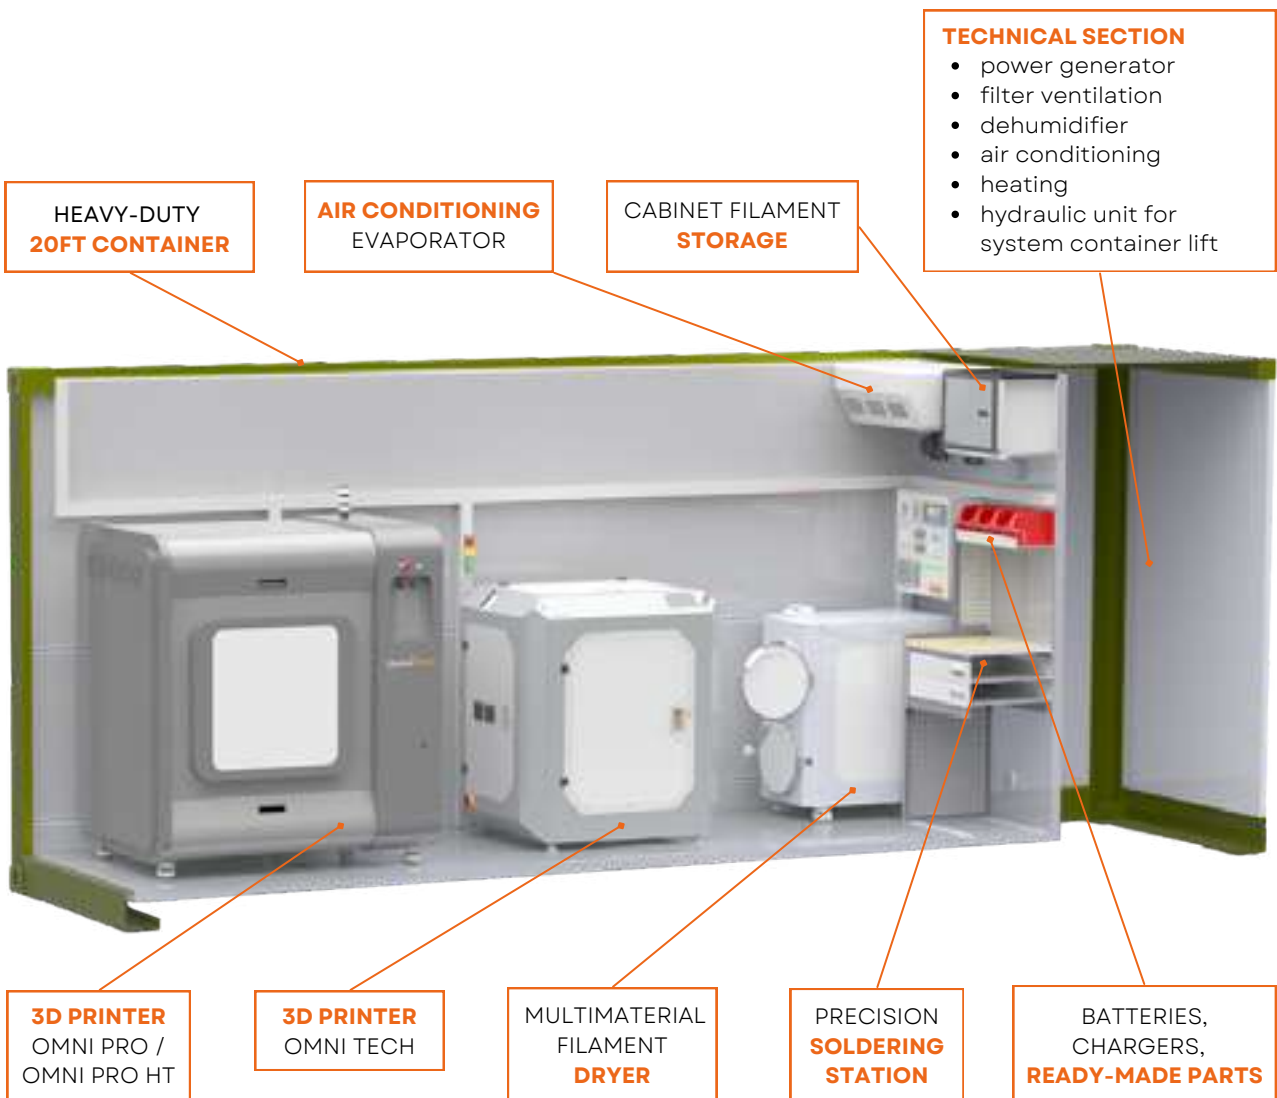 TECHNICAL SECTION
• power generator
• filter ventilation
• dehumidifier
• air conditioning
• heating
• hydraulic unit for
system container lift
HEAVY-DUTY
20FT CONTAINER
AIR CONDITIONING
EVAPORATOR
CABINET FILAMENT
STORAGE
3D PRINTER
OMNI PRO /
OMNI PRO HT
3D PRINTER
OMNI TECH
MULTIMATERIAL
FILAMENT
DRYER
PRECISION
SOLDERING
STATION
BATTERIES,
CHARGERS,
READY-MADE PARTS